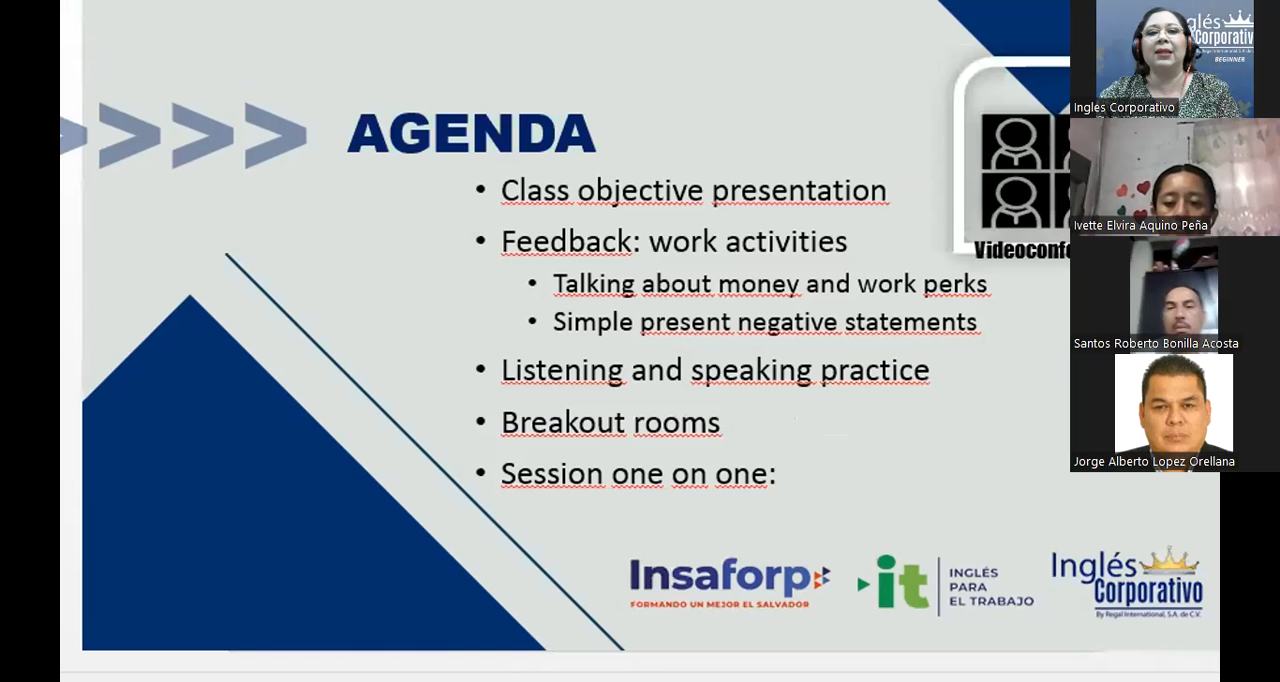 AGENDA
• Class objective presentation
• Feedback: work activities
• Talking about money and work perks
• Simple present negative statements
• Listening and speaking practice
• Breakout rooms
• Session one on one:
Insaforp
FORMANDO UN MEJOR EL SALVADOR
it
INGLÉS
PARA
EL TRABAJO
Inglés
Corporativo
By Regal International, S.A. de C.V.
Ingles Corporativo
BEGINNER
Ivette Elvira Aquino Peña
Santos Roberto Bonilla Acosta
Jorge Alberto Lopez Orellana